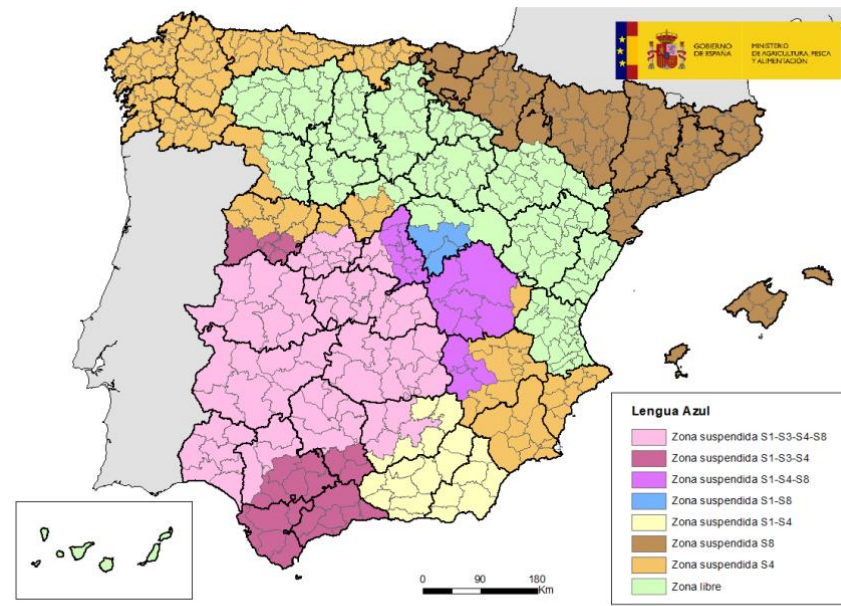 GOBIERNO
DE ESPAÑA
MINISTERIO
DE AGRICULTURA, PESCA
Y ALIMENTACIÓN
Lengua Azul
Zona suspendida S1-S3-S4-S8
Zona suspendida S1-S3-S4
Zona suspendida S1-S4-S8
Zona suspendida S1-S8
Zona suspendida S1-S4
Zona suspendida S8
Zona suspendida S4
Zona libre
0 90 180
Km